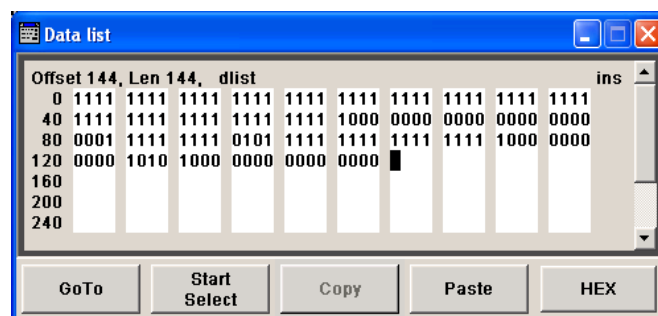 Data list
Offset 144, Len 144, dlist ins
0 1111 1111 1111 1111 1111 1111 1111 1111 1111 1111
40 1111 1111 1111 1111 1111 1000 0000 0000 0000 0000
80 0001 1111 1111 0101 1111 1111 1111 1111 1000 0000
120 0000 1010 1000 0000 0000 0000
160
200
240
GoTo Start Select Copy Paste HEX